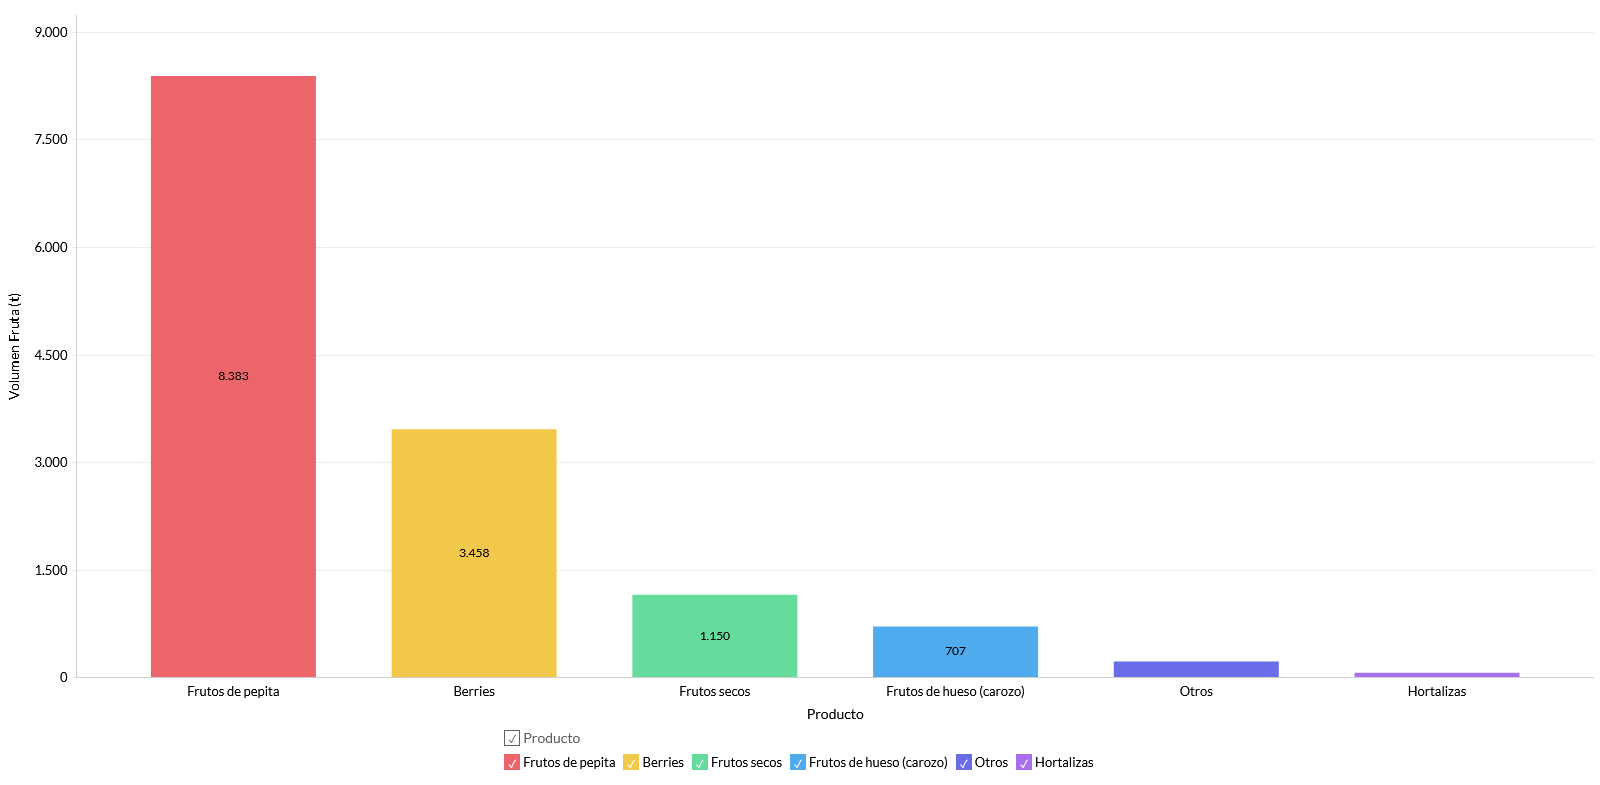 9.000
7.500
6.000
4.500
3.000
1.500
0
Volumen Fruta (t)
8.383
3.458
1.150
707
Frutos de pepita
Berries
Frutos secos
Frutos de hueso (carozo)
Otros
Hortalizas
Producto
Producto
Frutos de pepita Berries Frutos secos Frutos de hueso (carozo) Otros Hortalizas